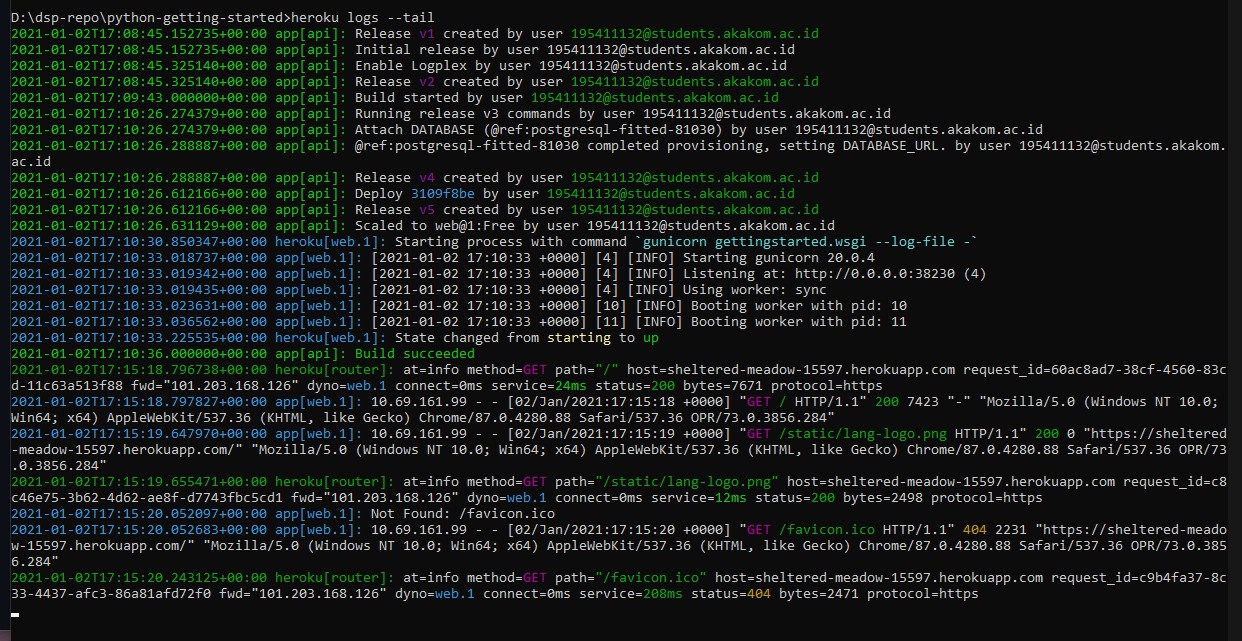 D:\dsp-repo\python-getting-started>heroku logs --tail
2021-01-02T17:08:45.152735+00:00 app[api]: Release v1 created by user 195411132@students.akakom.ac.id
2021-01-02T17:08:45.152735+00:00 app[api]: Initial release by user 195411132@students.akakom.ac.id
2021-01-02T17:08:45.325140+00:00 app[api]: Enable Logplex by user 195411132@students.akakom.ac.id
2021-01-02T17:08:45.325140+00:00 app[api]: Release v2 created by user 195411132@students.akakom.ac.id
2021-01-02T17:09:43.000000+00:00 app[api]: Build started by user 195411132@students.akakom.ac.id
2021-01-02T17:10:26.274379+00:00 app[api]: Running release v3 commands by user 195411132@students.akakom.ac.id
2021-01-02T17:10:26.274379+00:00 app[api]: Attach DATABASE (@ref:postgresql-fitted-81030) by user 195411132@students.akakom.ac.id
2021-01-02T17:10:26.288887+00:00 app[api]: @ref:postgresql-fitted-81030 completed provisioning, setting DATABASE_URL. by user 195411132@students.akakom.
ac.id
2021-01-02T17:10:26.288887+00:00 app[api]: Release v4 created by user 195411132@students.akakom.ac.id
2021-01-02T17:10:26.612166+00:00 app[api]: Deploy 3109f8be by user 195411132@students.akakom.ac.id
2021-01-02T17:10:26.612166+00:00 app[api]: Release v5 created by user 195411132@students.akakom.ac.id
2021-01-02T17:10:26.631129+00:00 app[api]: Scaled to web@1:Free by user 195411132@students.akakom.ac.id
2021-01-02T17:10:30.850347+00:00 heroku[web.1]: Starting process with command `gunicorn gettingstarted.wsgi --log-file -`
2021-01-02T17:10:33.018737+00:00 app[web.1]: [2021-01-02 17:10:33 +0000] [4] [INFO] Starting gunicorn 20.0.4
2021-01-02T17:10:33.019342+00:00 app[web.1]: [2021-01-02 17:10:33 +0000] [4] [INFO] Listening at: http://0.0.0.0:38230 (4)
2021-01-02T17:10:33.019435+00:00 app[web.1]: [2021-01-02 17:10:33 +0000] [4] [INFO] Using worker: sync
2021-01-02T17:10:33.023631+00:00 app[web.1]: [2021-01-02 17:10:33 +0000] [10] [INFO] Booting worker with pid: 10
2021-01-02T17:10:33.036562+00:00 app[web.1]: [2021-01-02 17:10:33 +0000] [11] [INFO] Booting worker with pid: 11
2021-01-02T17:10:33.225535+00:00 heroku[web.1]: State changed from starting to up
2021-01-02T17:10:36.000000+00:00 app[api]: Build succeeded
2021-01-02T17:15:18.796738+00:00 heroku[router]: at=info method=GET path="/" host=sheltered-meadow-15597.herokuapp.com request_id=60ac8ad7-38cf-4560-83c
d-11c63a513f88 fwd="101.203.168.126" dyno=web.1 connect=0ms service=24ms status=200 bytes=7671 protocol=https
2021-01-02T17:15:18.797827+00:00 app[web.1]: 10.69.161.99 - - [02/Jan/2021:17:15:18 +0000] "GET / HTTP/1.1" 200 7423 "-" "Mozilla/5.0 (Windows NT 10.0;
Win64; x64) AppleWebKit/537.36 (KHTML, like Gecko) Chrome/87.0.4280.88 Safari/537.36 OPR/73.0.3856.284"
2021-01-02T17:15:19.647970+00:00 app[web.1]: 10.69.161.99 - - [02/Jan/2021:17:15:19 +0000] "GET /static/lang-logo.png HTTP/1.1" 200 0 "https://sheltered
-meadow-15597.herokuapp.com/" "Mozilla/5.0 (Windows NT 10.0; Win64; x64) AppleWebKit/537.36 (KHTML, like Gecko) Chrome/87.0.4280.88 Safari/537.36 OPR/73
.0.3856.284"
2021-01-02T17:15:19.655471+00:00 heroku[router]: at=info method=GET path="/static/lang-logo.png" host=sheltered-meadow-15597.herokuapp.com request_id=c8
c46e75-3b62-4d62-ae8f-d7743fbc5cd1 fwd="101.203.168.126" dyno=web.1 connect=0ms service=12ms status=200 bytes=2498 protocol=https
2021-01-02T17:15:20.052097+00:00 app[web.1]: Not Found: /favicon.ico
2021-01-02T17:15:20.052683+00:00 app[web.1]: 10.69.161.99 - - [02/Jan/2021:17:15:20 +0000] "GET /favicon.ico HTTP/1.1" 404 2231 "https://sheltered-meado
w-15597.herokuapp.com/" "Mozilla/5.0 (Windows NT 10.0; Win64; x64) AppleWebKit/537.36 (KHTML, like Gecko) Chrome/87.0.4280.88 Safari/537.36 OPR/73.0.385
6.284"
2021-01-02T17:15:20.243125+00:00 heroku[router]: at=info method=GET path="/favicon.ico" host=sheltered-meadow-15597.herokuapp.com request_id=c9b4fa37-8c
33-4437-afc3-86a81afd72f0 fwd="101.203.168.126" dyno=web.1 connect=0ms service=208ms status=404 bytes=2471 protocol=https